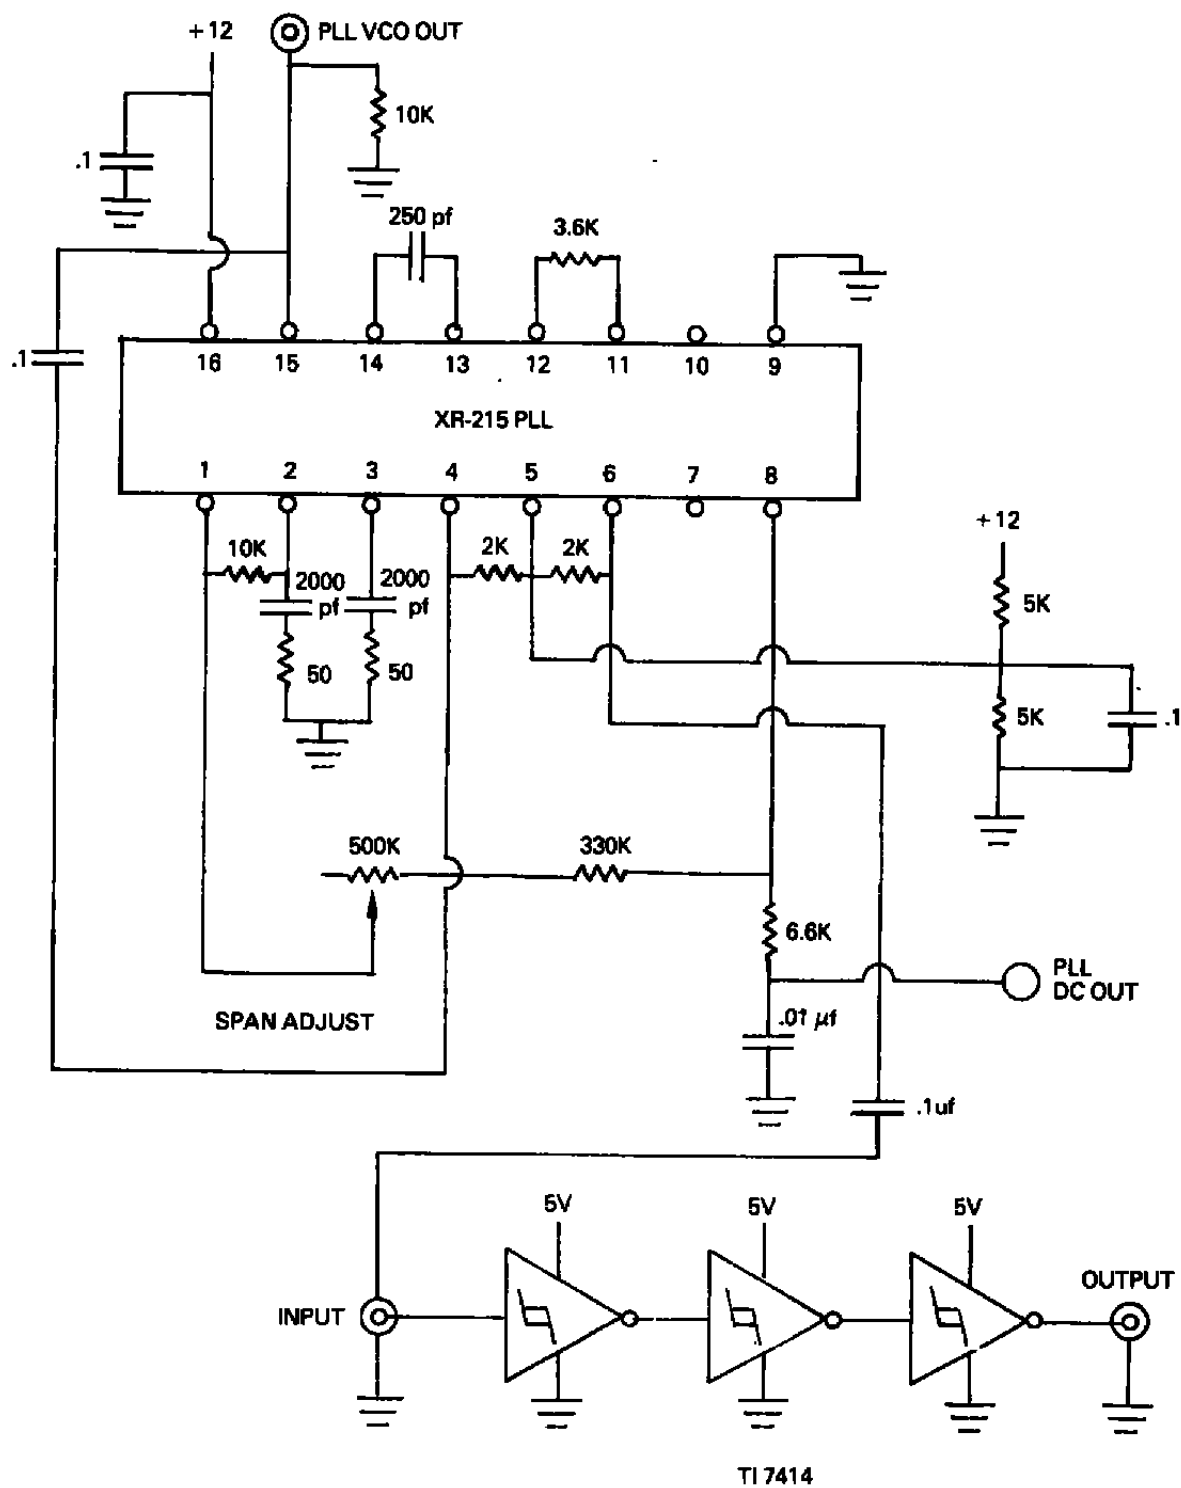 +12
PLL VCO OUT
10K
.1
250 pf
3.6K
.1
16 15 14 13 12 11 10 9
XR-215 PLL
1 2 3 4 5 6 7 8
+12
10K
2K
2K
2000
pf
2000
pf
5K
50
50
5K
.1
500K
330K
6.6K
PLL
DC OUT
SPAN ADJUST
.01 µf
.1uf
5V
5V
5V
INPUT
OUTPUT
TI 7414